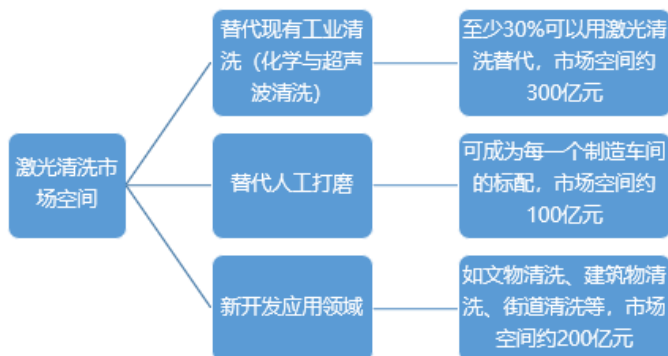 激光清洗市
场空间
替代现有工业清
洗（化学与超声
波清洗）
至少30%可以用激光清
洗替代，市场空间约
300亿元
替代人工打磨
可成为每一个制造车间
的标配，市场空间约
100亿元
新开发应用领域
如文物清洗、建筑物清
洗、街道清洗等，市场
空间约200亿元